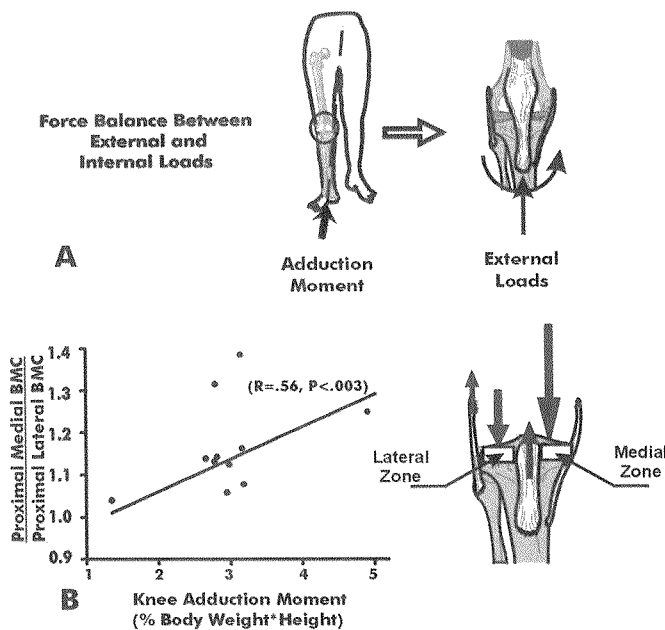 Force Balance Between
External and
Internal Loads
A
Adduction
Moment
External
Loads
Proximal Medial BMC
Proximal Lateral BMC
1.4
1.3
1.2
1.1
1.0
0.9
(R=.56, P<.003)
1 2 3 4 5
Knee Adduction Moment
(% Body Weight*Height)
B
Lateral
Zone
Medial
Zone